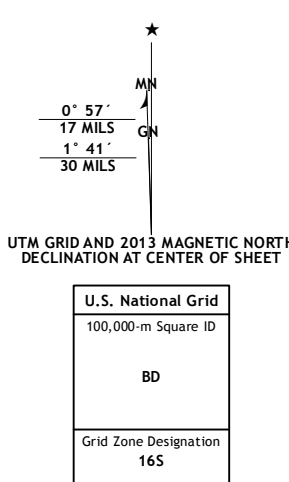 MN
0° 57´
17 MILS
GN
1° 41´
30 MILS
UTM GRID AND 2013 MAGNETIC NORTH
DECLINATION AT CENTER OF SHEET
U.S. National Grid
100,000-m Square ID
BD
Grid Zone Designation
16S